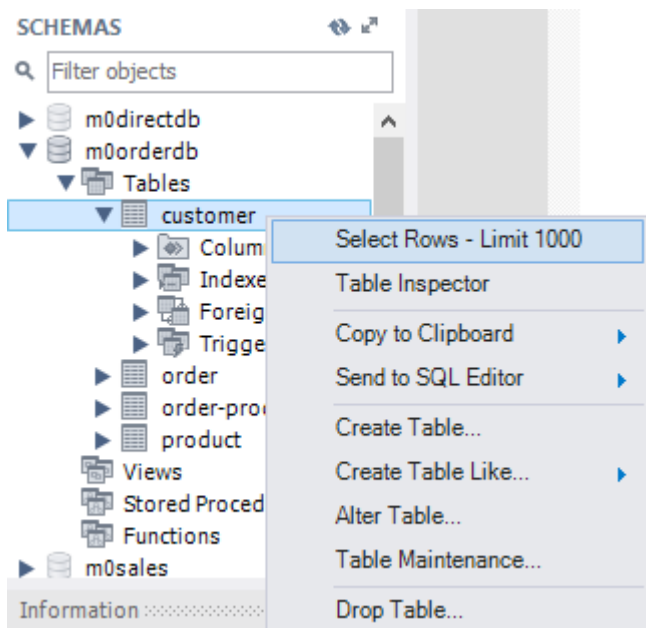 SCHEMAS
Filter objects
m0directdb
m0orderdb
Tables
customer
Colum
Indexe
Foreig
Trigge
order
order-pro
product
Views
Stored Proced
Functions
m0sales
Information
Select Rows - Limit 1000
Table Inspector
Copy to Clipboard
Send to SQL Editor
Create Table...
Create Table Like...
Alter Table...
Table Maintenance...
Drop Table...